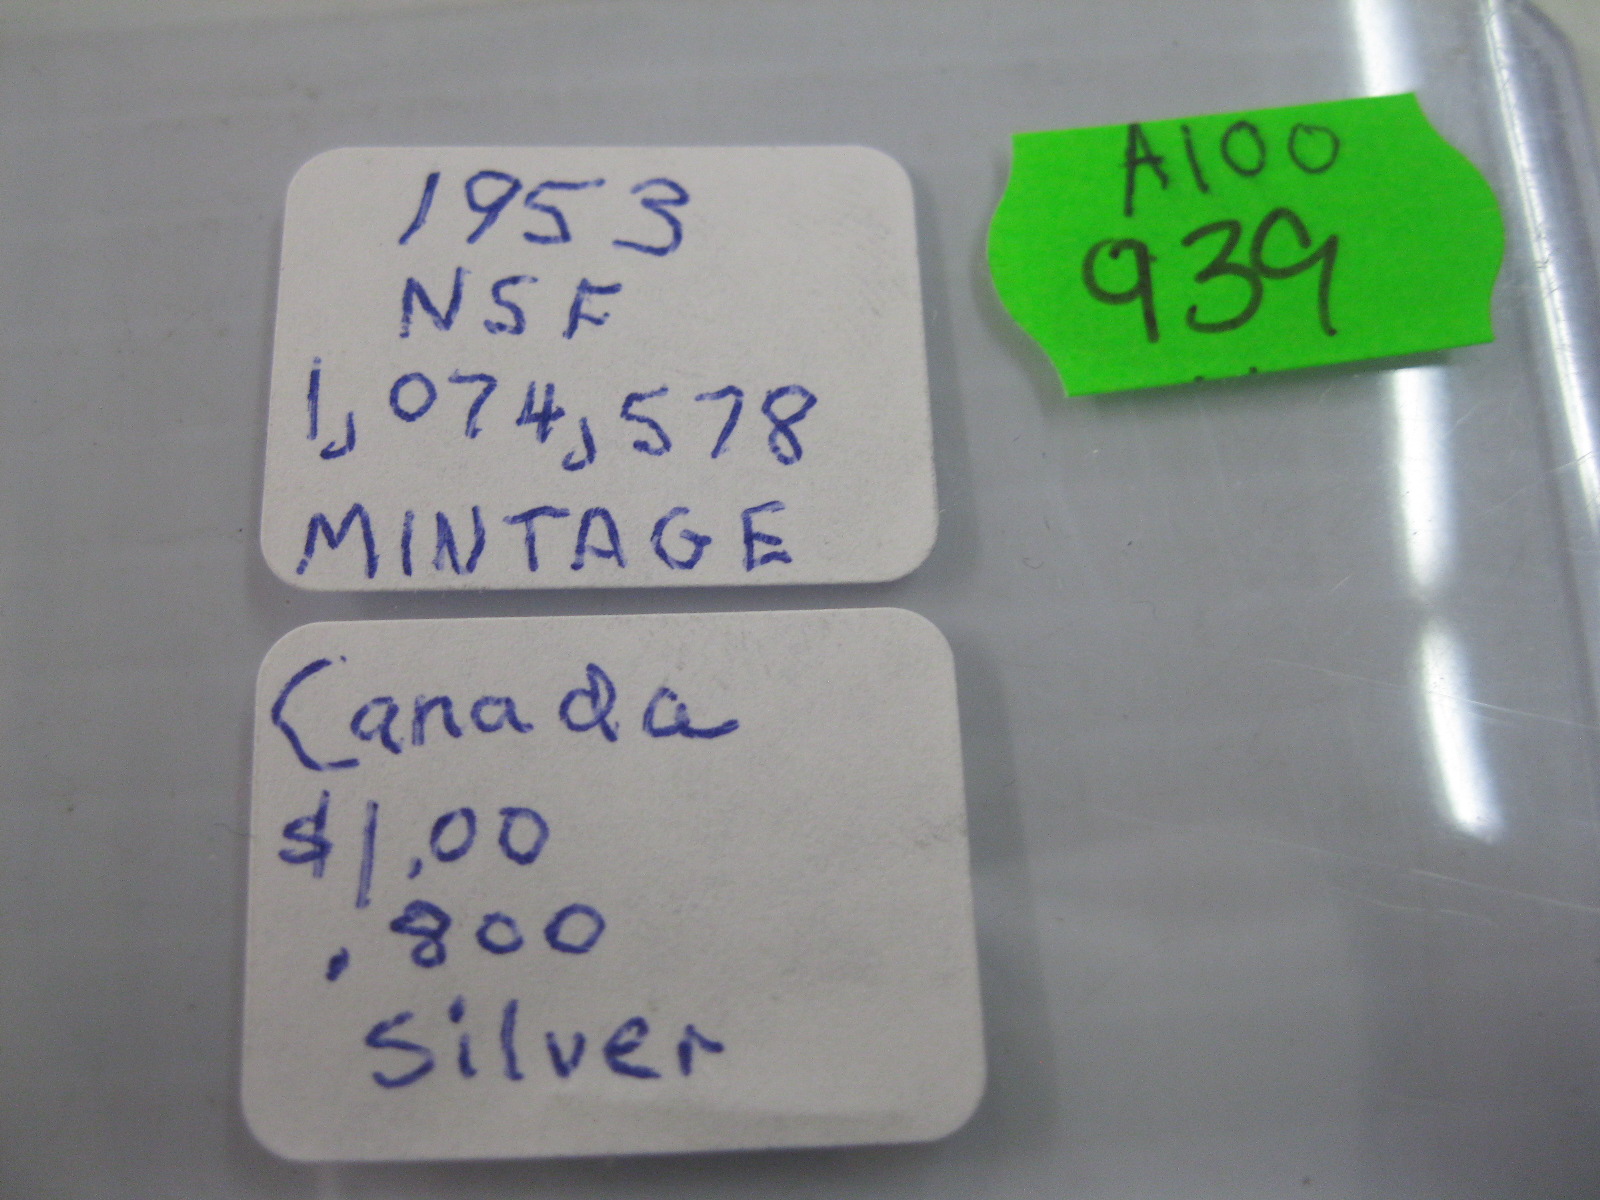 1953
NSF
1,074,578
MINTAGE
Canada
$1.00
.800
Silver
A100
939